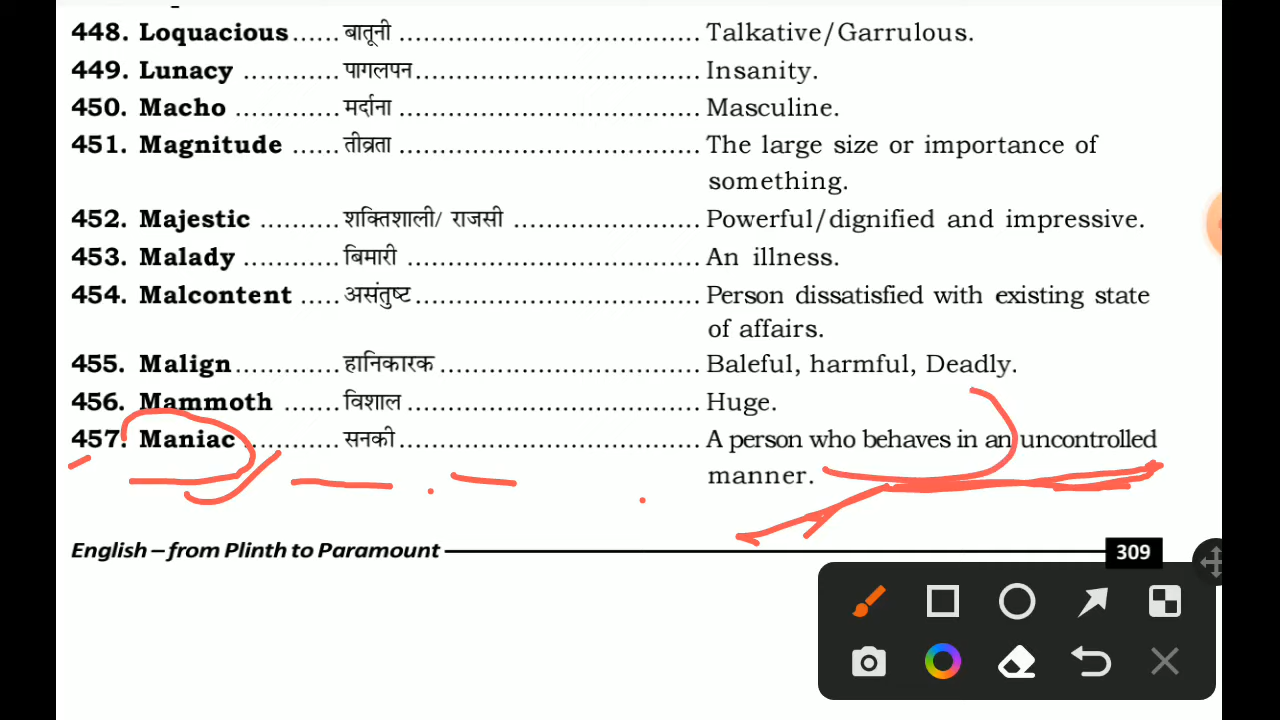 448. Loquacious...... बातूनी ..................................... Talkative/Garrulous.
449. Lunacy ............ पागलपन................................... Insanity.
450. Macho ............. मर्दाना ..................................... Masculine.
451. Magnitude ...... तीव्रता ..................................... The large size or importance of
something.
452. Majestic .......... शक्तिशाली/ राजसी ....................... Powerful/dignified and impressive.
453. Malady ............ बिमारी .................................... An illness.
454. Malcontent ..... असंतुष्ट................................... Person dissatisfied with existing state
of affairs.
455. Malign............. हानिकारक................................ Baleful, harmful, Deadly.
456. Mammoth ....... विशाल .................................... Huge.
457. Maniac ............ सनकी..................................... A person who behaves in an uncontrolled
manner.
English – from Plinth to Paramount 309